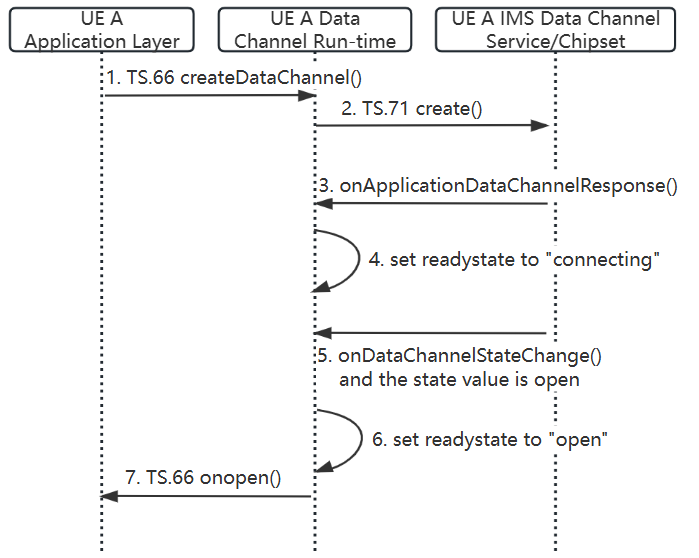 UE A
Application Layer
UE A Data
Channel Run-time
UE A IMS Data Channel
Service/Chipset
1. TS.66 createDataChannel()
2. TS.71 create()
3. onApplicationDataChannelResponse()
4. set readystate to "connecting"
5. onDataChannelStateChange()
and the state value is open
6. set readystate to "open"
7. TS.66 onopen()